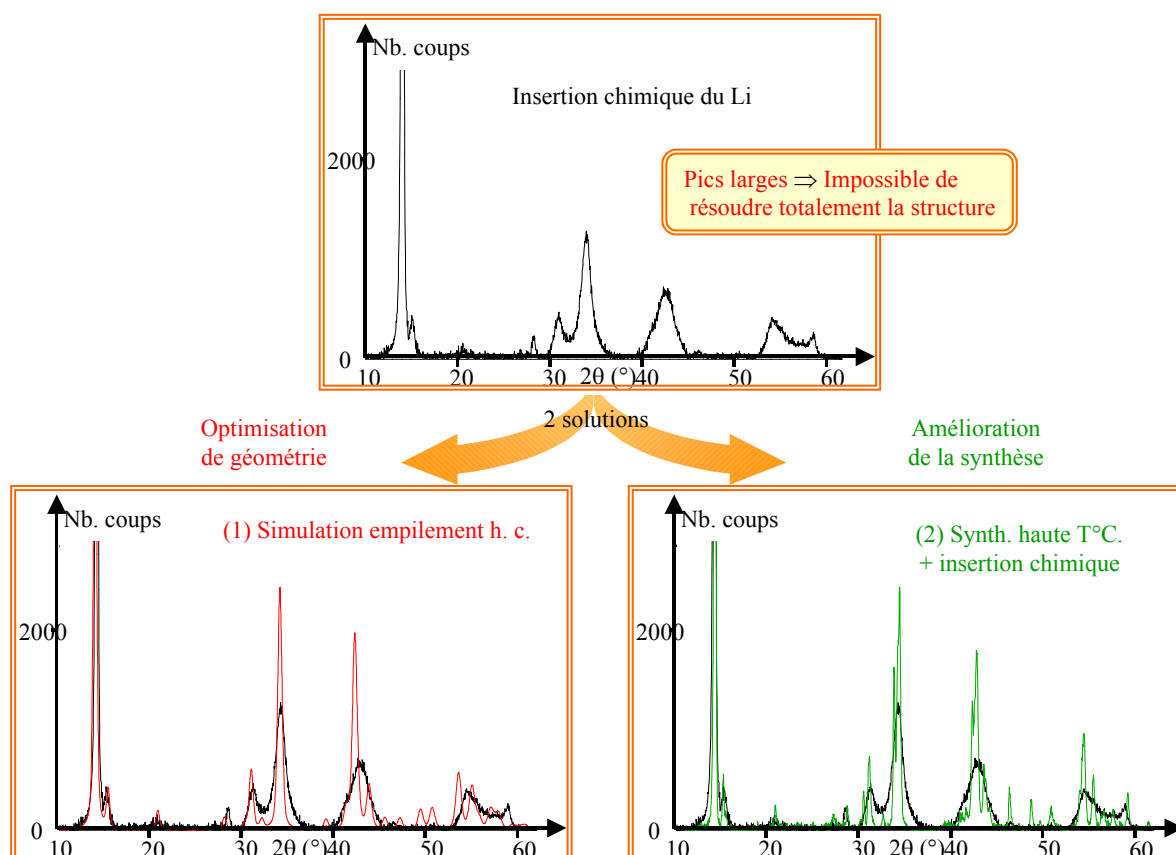 Nb. coups
Insertion chimique du Li
2000
Pics larges ⇒ Impossible de
résoudre totalement la structure
0
10 20 30 2θ (°) 40 50 60
2 solutions
Optimisation
de géométrie
Amélioration
de la synthèse
Nb. coups
(1) Simulation empilement h. c.
2000
0
10 20 30 2θ (°) 40 50 60
Nb. coups
(2) Synth. haute T°C.
+ insertion chimique
2000
0
10 20 30 2θ (°) 40 50 60